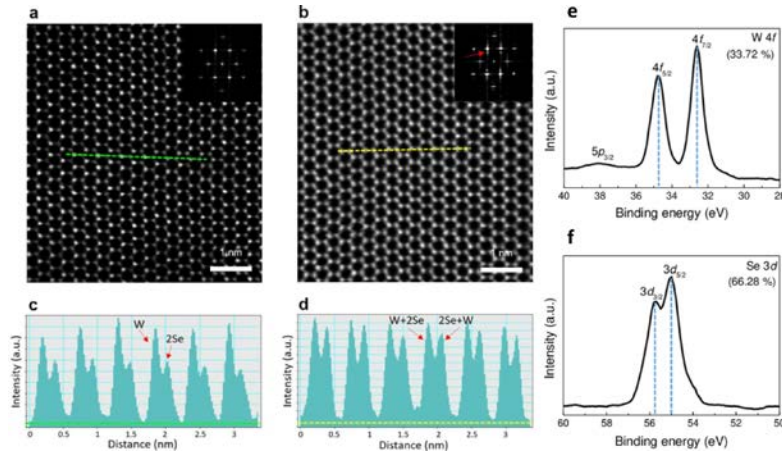 a
1 nm
b
1 nm
c
Intensity (a.u.)
W
2Se
0 0.5 1 1.5 2 2.5 3
Distance (nm)
d
Intensity (a.u.)
W+2Se 2Se+W
0 0.5 1 1.5 2 2.5 3
Distance (nm)
e
Intensity (a.u.)
W 4f
(33.72 %)
4f5/2
4f7/2
5p3/2
40 38 36 34 32 30 28
Binding energy (eV)
f
Intensity (a.u.)
Se 3d
(66.28 %)
3d3/2
3d5/2
60 58 56 54 52 50
Binding energy (eV)